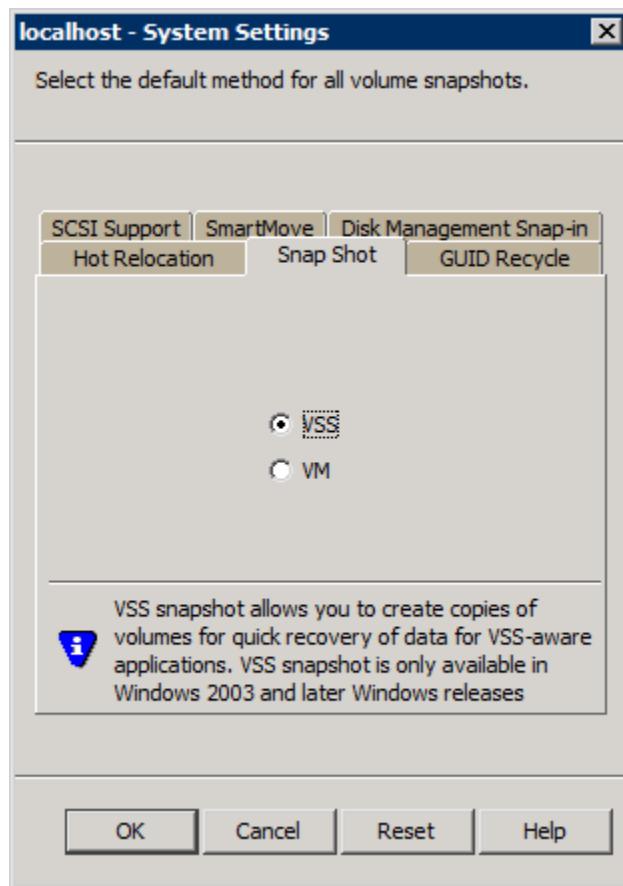 localhost - System Settings
Select the default method for all volume snapshots.
SCSI Support SmartMove Disk Management Snap-in
Hot Relocation Snap Shot GUID Recycle
VSS
VM
VSS snapshot allows you to create copies of
volumes for quick recovery of data for VSS-aware
applications. VSS snapshot is only available in
Windows 2003 and later Windows releases
OK Cancel Reset Help